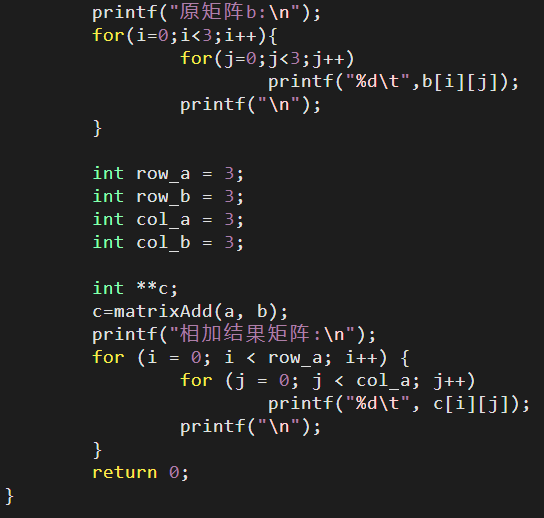 printf("原矩阵b:\n");
for(i=0;i<3;i++){
for(j=0;j<3;j++)
printf("%d\t",b[i][j]);
printf("\n");
}
int row_a = 3;
int row_b = 3;
int col_a = 3;
int col_b = 3;
int **c;
c=matrixAdd(a, b);
printf("相加结果矩阵:\n");
for (i = 0; i < row_a; i++) {
for (j = 0; j < col_a; j++)
printf("%d\t", c[i][j]);
printf("\n");
}
return 0;
}